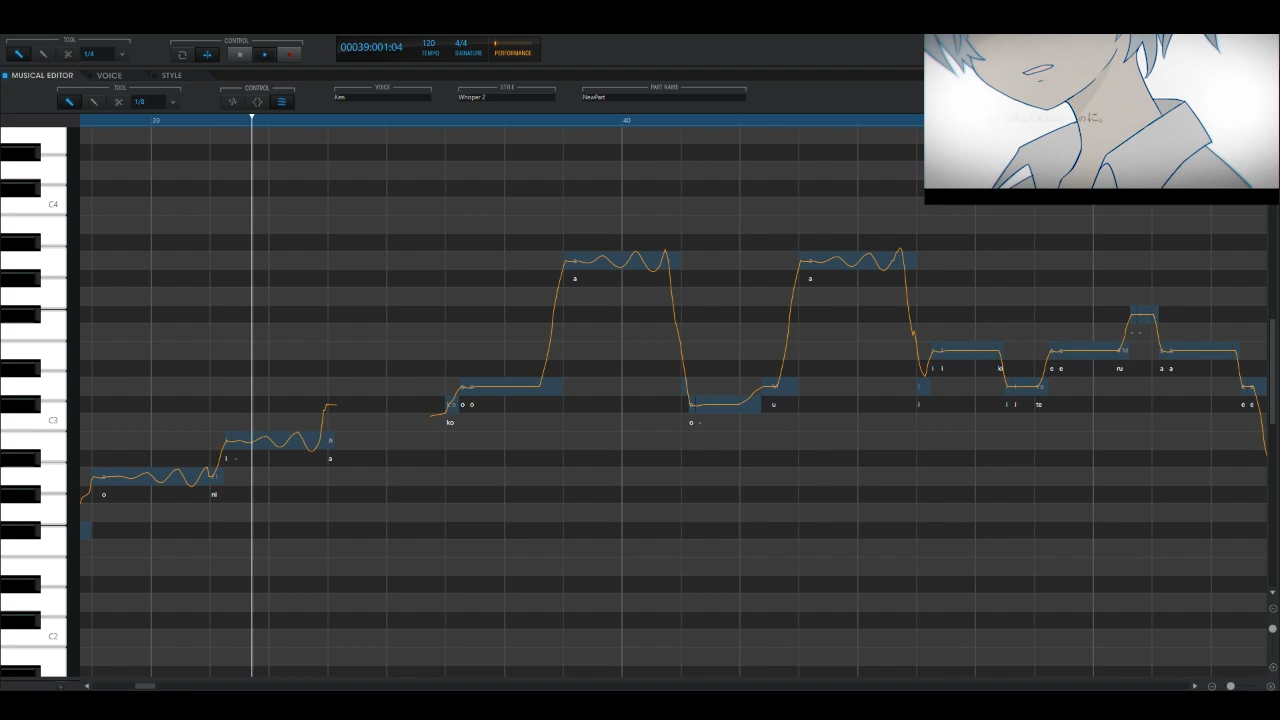 TOOL CONTROL
1/4
00039:001:04 120 4/4
TEMPO SIGNATURE PERFORMANCE
MUSICAL EDITOR VOICE STYLE
TOOL CONTROL VOICE STYLE PART NAME
1/8 Ken Whisper 2 NewPart
39 40
のに。
C4
a a
i i ki e e ru a a
C3 ko o o o - u i i i te e e
i - a
o ni
C2